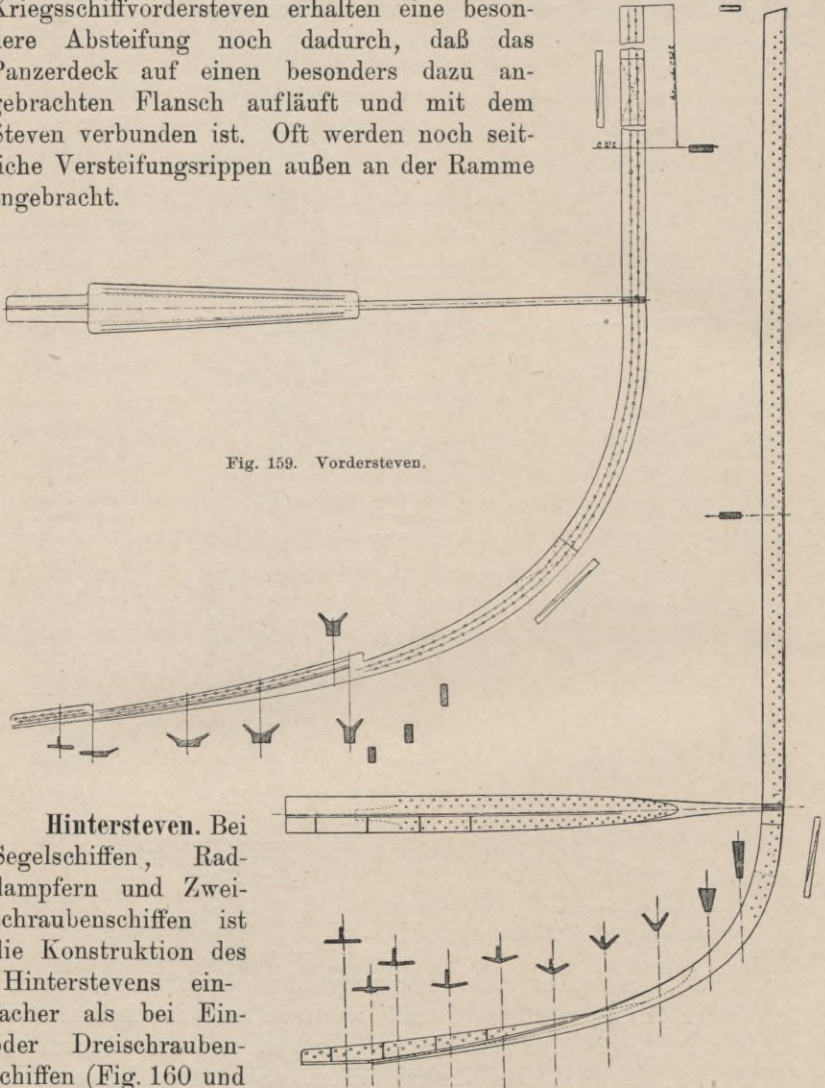 Kriegsschiffvordersteven erhalten eine beson-
dere Absteifung noch dadurch, daß das
Panzerdeck auf einen besonders dazu an-
gebrachten Flansch aufläuft und mit dem
Steven verbunden ist. Oft werden noch seit-
iche Versteifungsrippen außen an der Ramme
ngebracht.
Fig. 159. Vordersteven.
Hintersteven. Bei
Segelschiffen, Rad-
dampfern und Zwei-
schraubenschiffen ist
die Konstruktion des
Hinterstevens ein-
acher als bei Ein-
oder Dreischrauben-
schiffen (Fig. 160 und